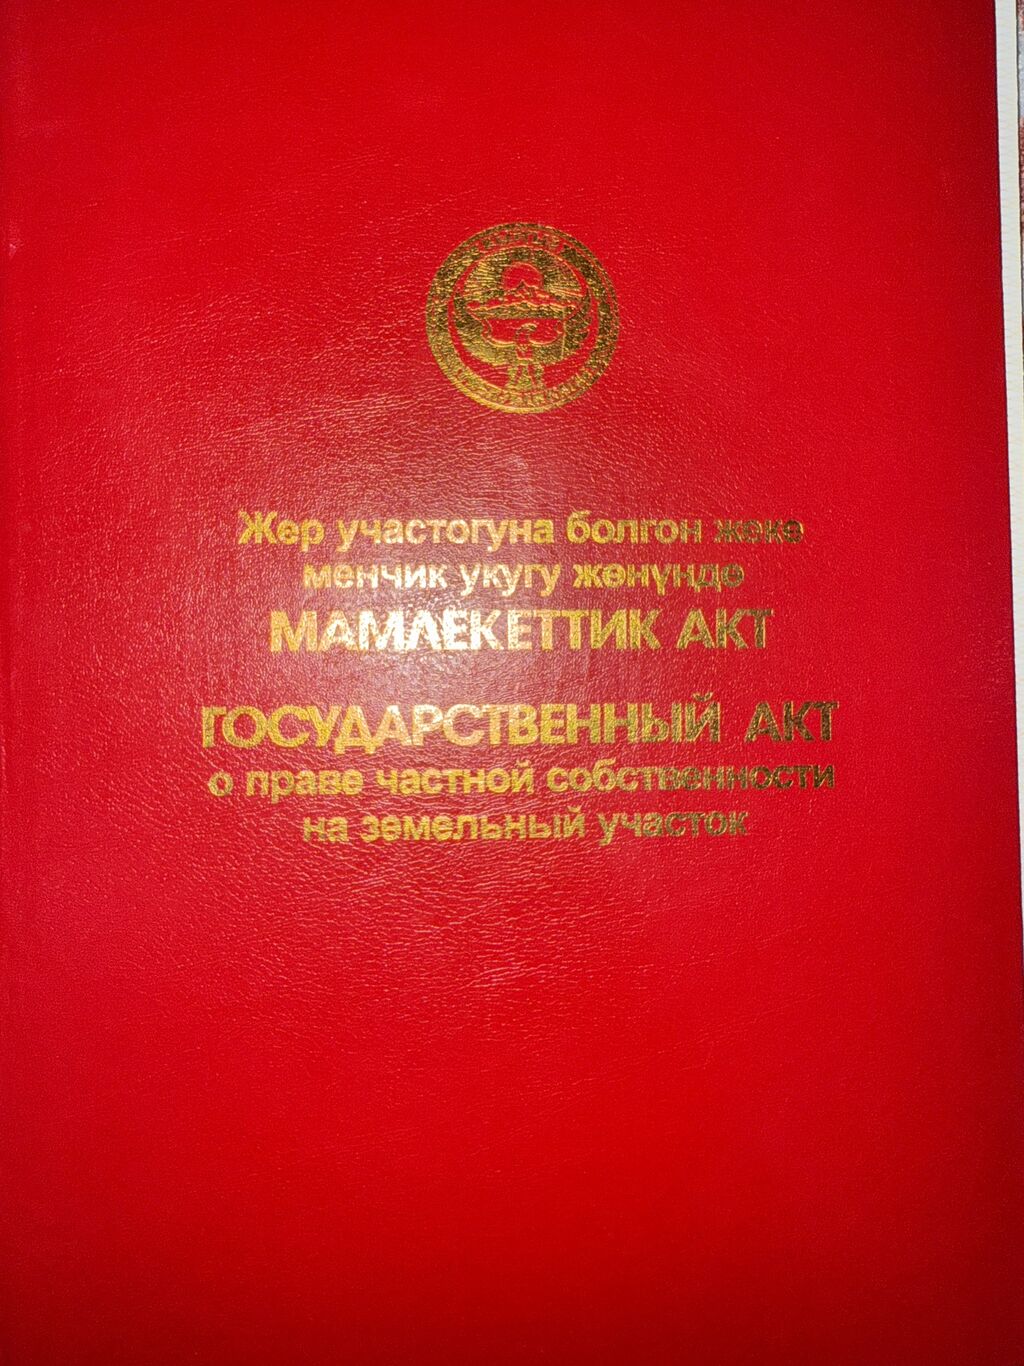 Жер участогуна болгон жеке
менчик укугу жөнүндө
МАМЛЕКЕТТИК АКТ
ГОСУДАРСТВЕННЫЙ АКТ
о праве частной собственности
на земельный участок